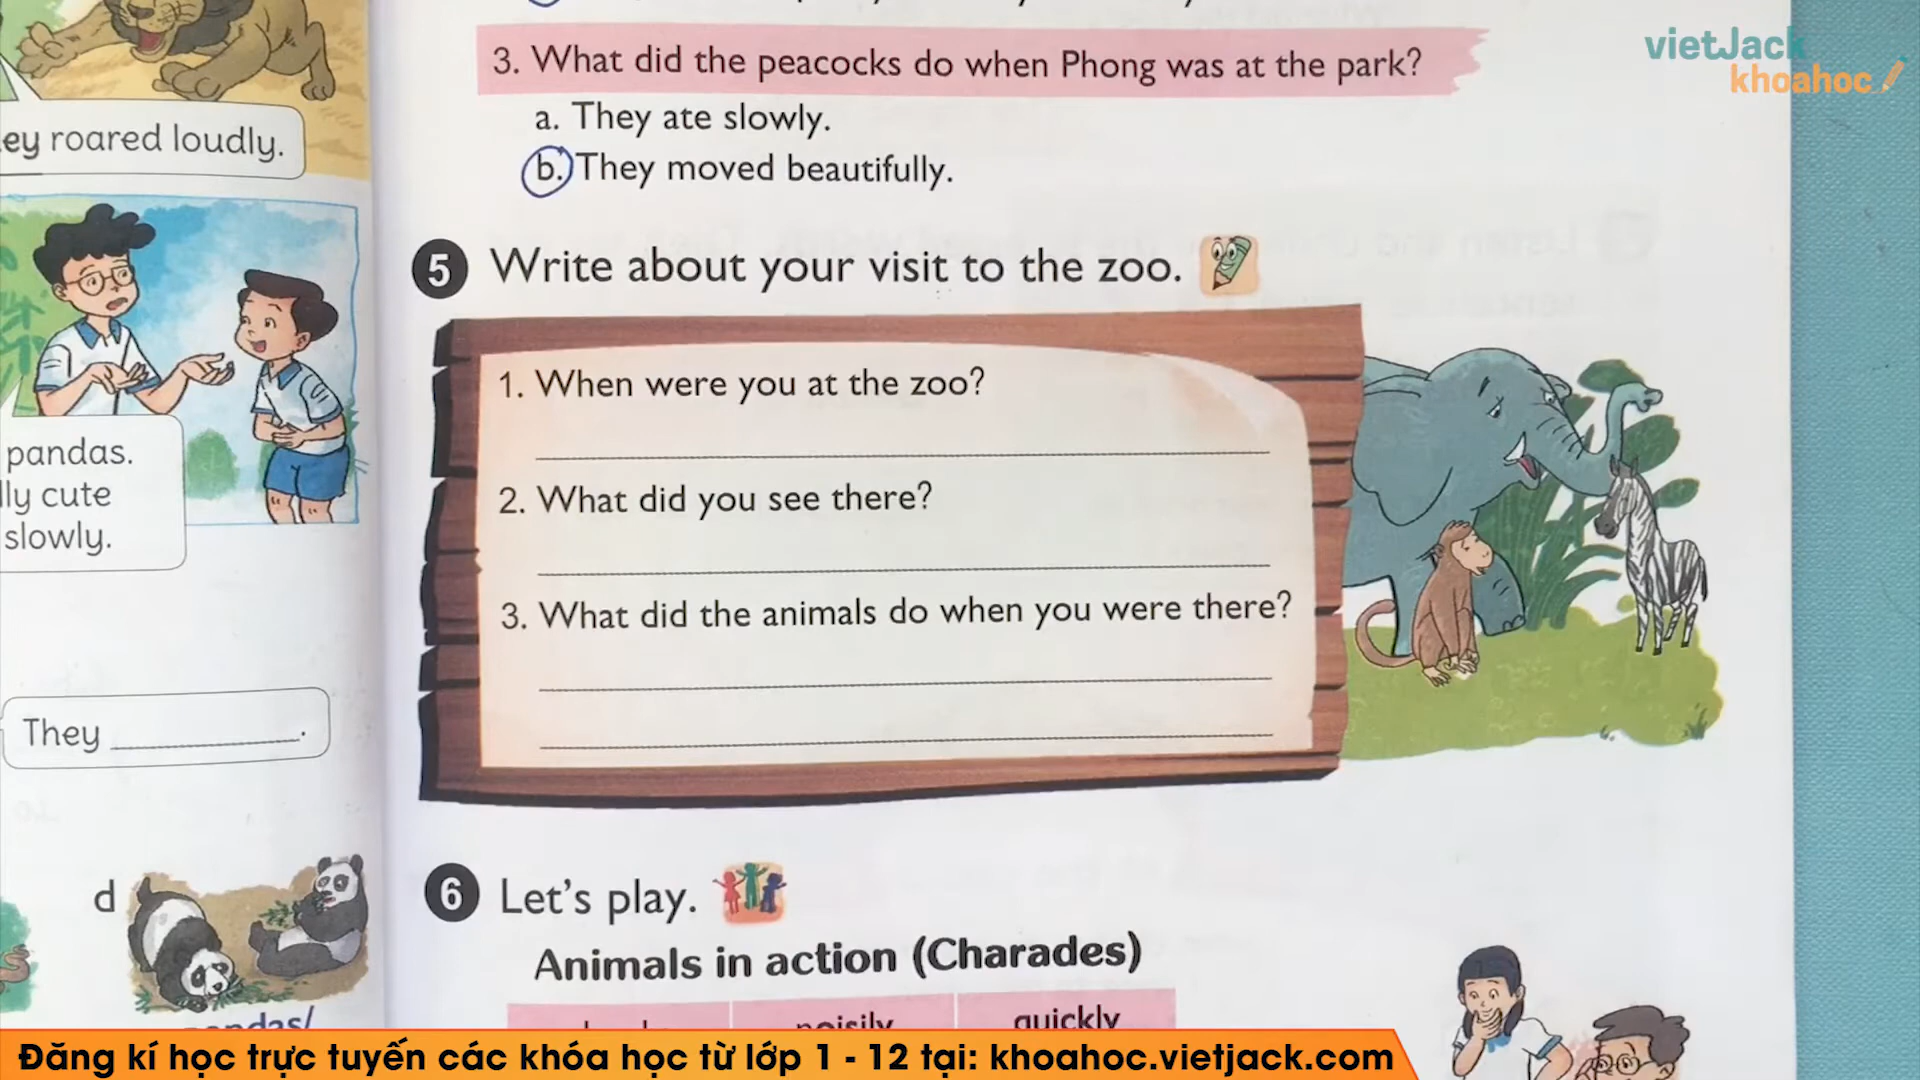 3. What did the peacocks do when Phong was at the park?
a. They ate slowly.
b. They moved beautifully.
5 Write about your visit to the zoo.
1. When were you at the zoo?
2. What did you see there?
3. What did the animals do when you were there?
6 Let's play.
Animals in action (Charades)
noisily quickly
ey roared loudly.
pandas.
lly cute
slowly.
They ___.
d
vietJack
khoahoc
Đăng kí học trực tuyến các khóa học từ lớp 1 - 12 tại: khoahoc.vietjack.com